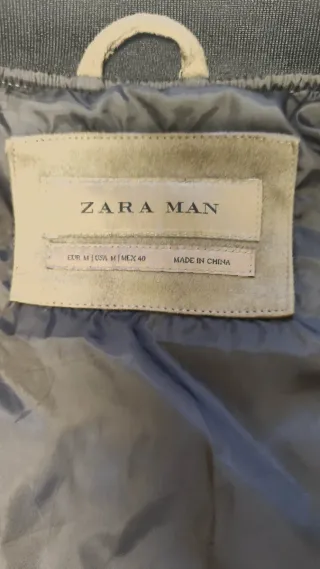 ZARA MAN
EUR M | USA M | MEX 40 MADE IN CHINA